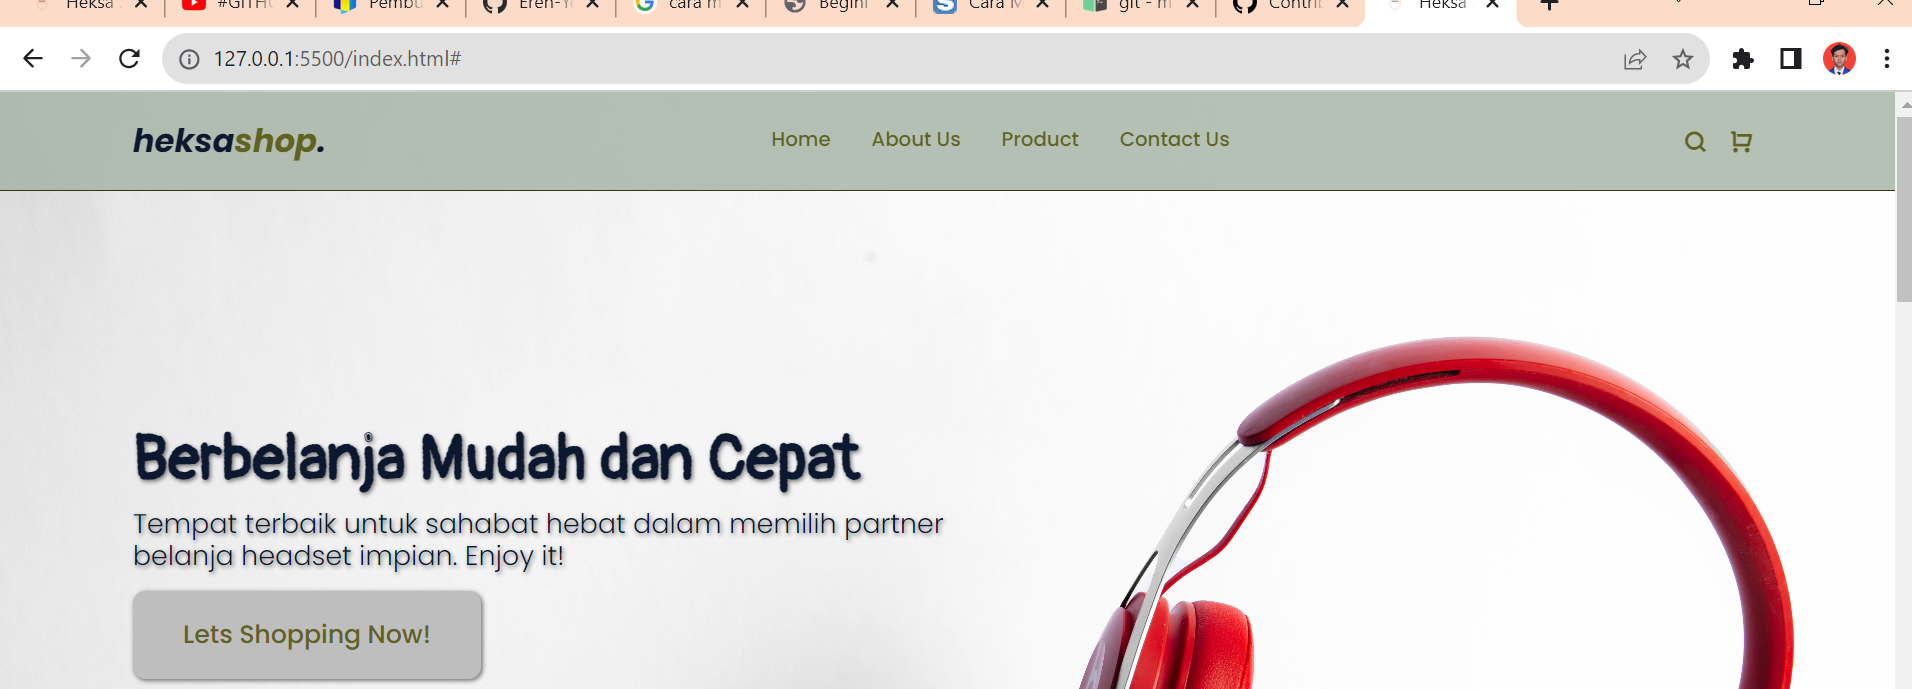 Heksa
#GITH
Pembu
Eren-Y
cara m
Begini
Cara M
git - m
Contrib
Heksa
127.0.0.1:5500/index.html#
heksashop.
Home About Us Product Contact Us
Berbelanja Mudah dan Cepat
Tempat terbaik untuk sahabat hebat dalam memilih partner
belanja headset impian. Enjoy it!
Lets Shopping Now!